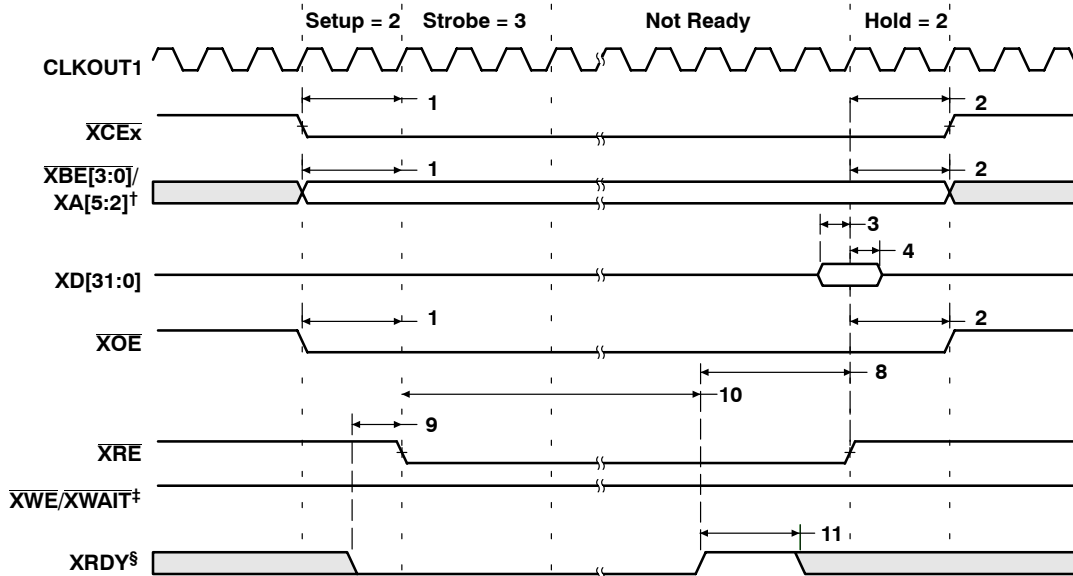 Setup = 2 Strobe = 3 Not Ready Hold = 2
CLKOUT1
1 2
XCEx
XBE[3:0]/ 1 2
XA[5:2]†
3
4
XD[31:0]
1 2
XOE
8
10
9
XRE
XWE/XWAIT‡
11
XRDY§